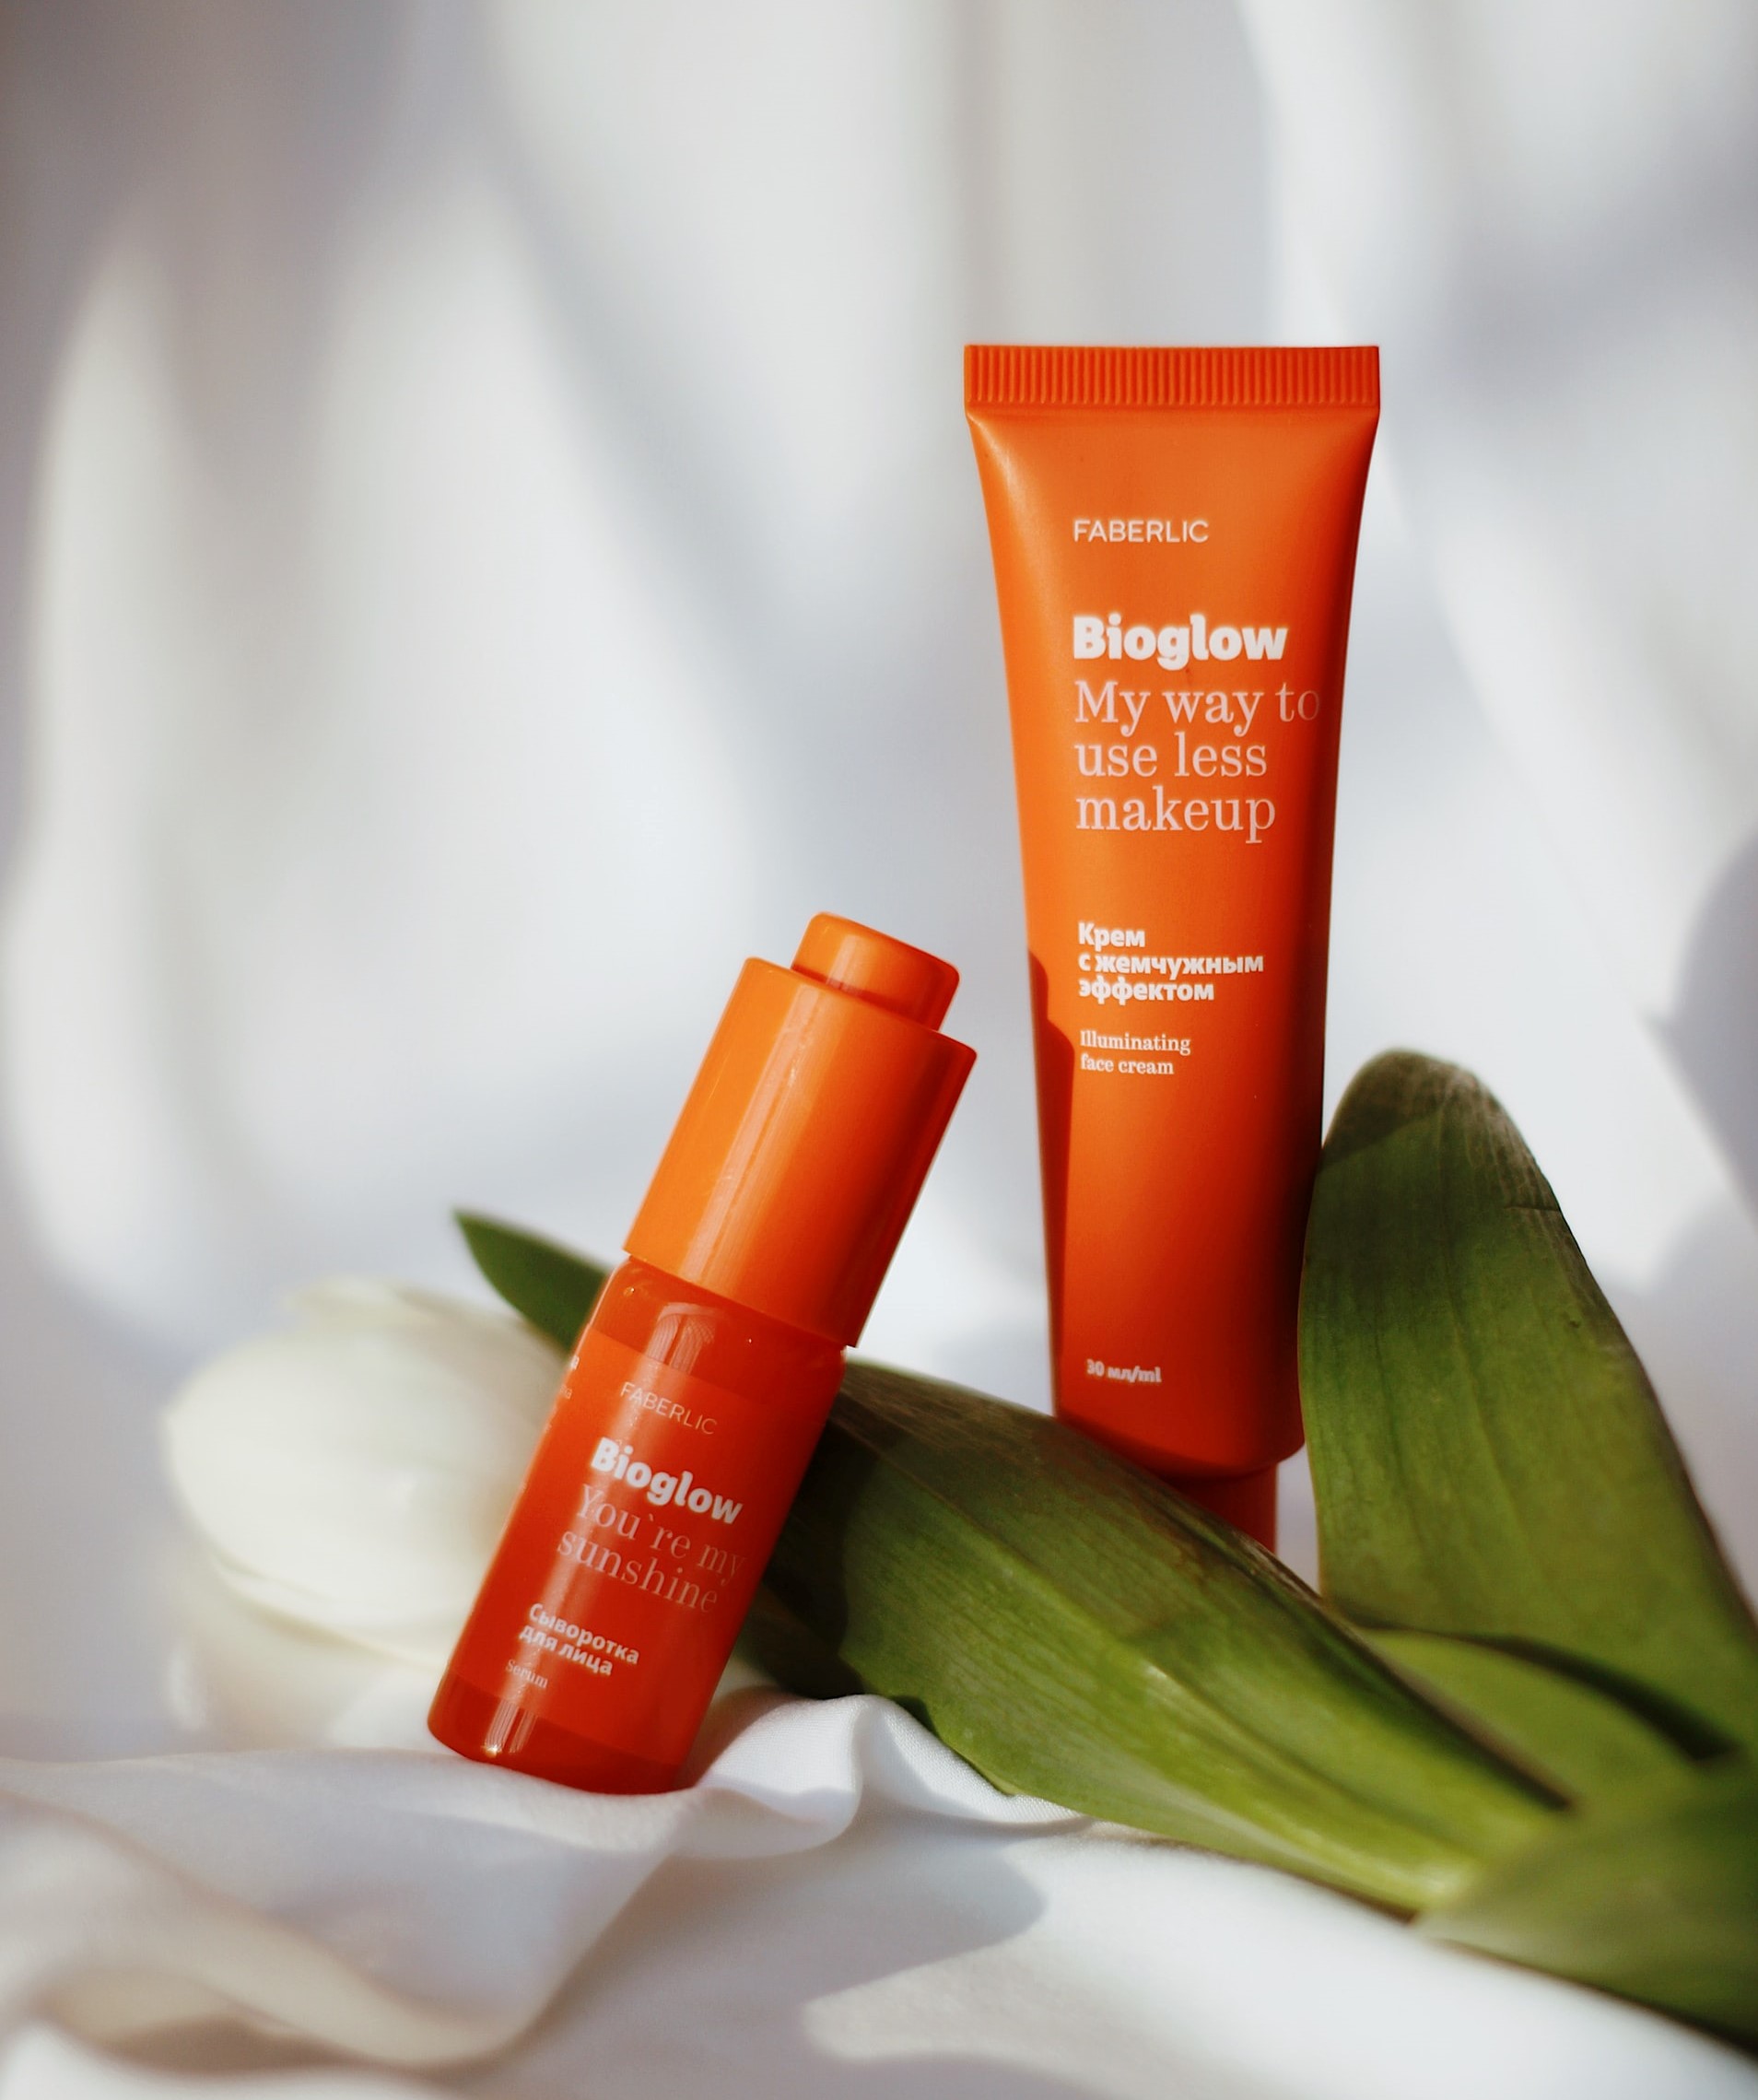 FABERLIC
Bioglow
My way to
use less
makeup
Крем
с жемчужным
эффектом
Illuminating
face cream
30 мл/ml
FABERLIC
Bioglow
You`re my
sunshine
Сыворотка
для лица
Serum